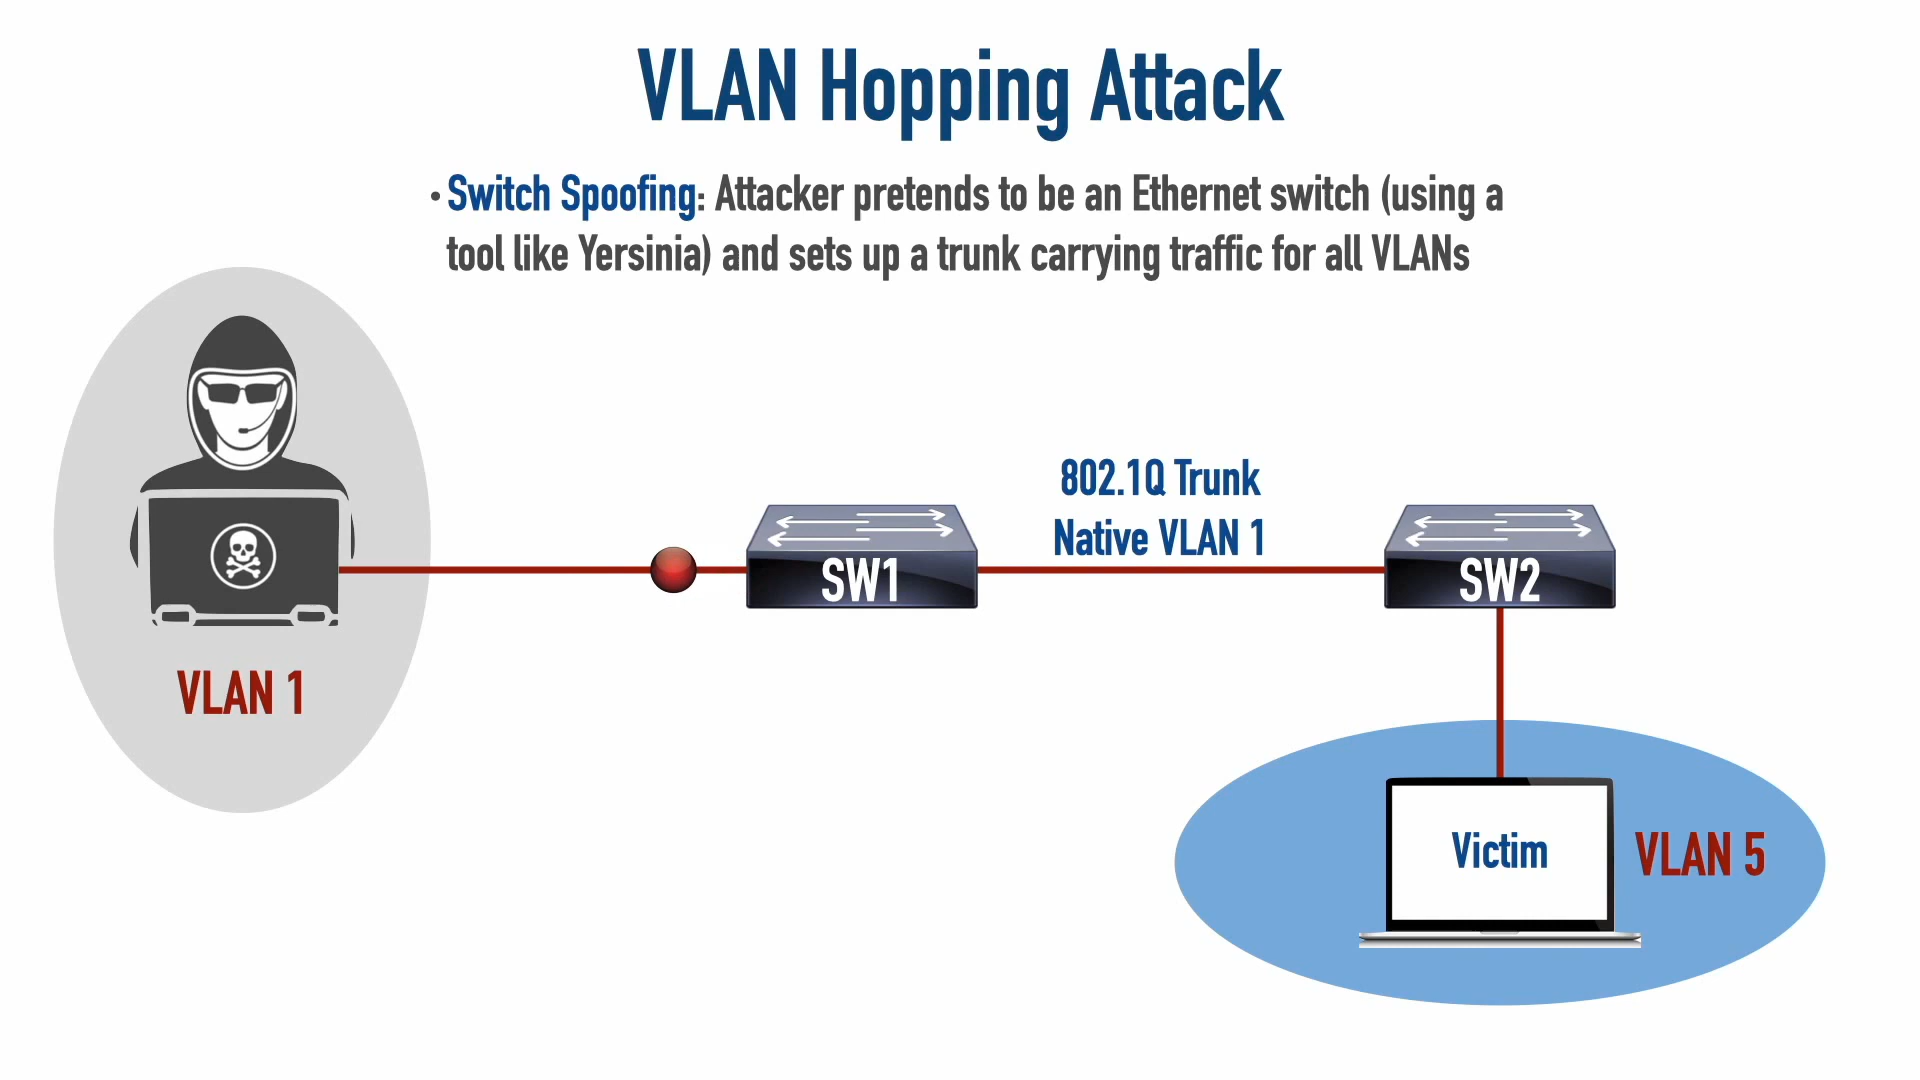 VLAN Hopping Attack
• Switch Spoofing: Attacker pretends to be an Ethernet switch (using a
tool like Yersinia) and sets up a trunk carrying traffic for all VLANs
802.1Q Trunk
Native VLAN 1
SW1
SW2
VLAN 1
Victim
VLAN 5